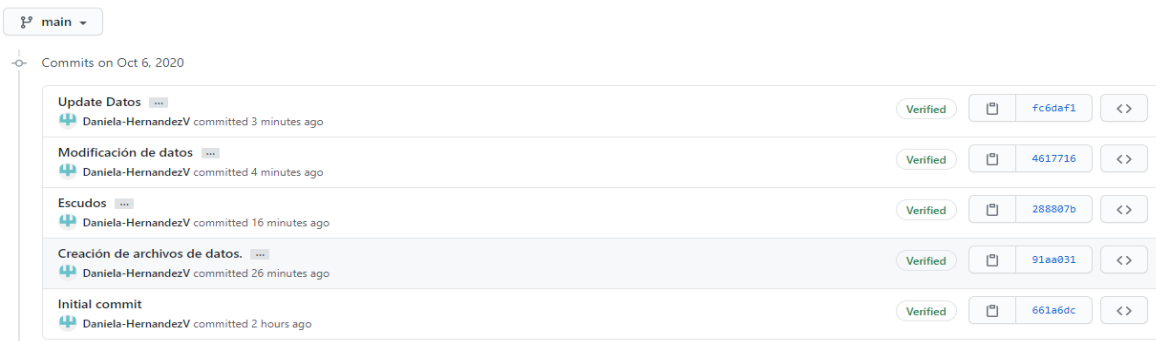 main
Commits on Oct 6, 2020
Update Datos ...
Daniela-HernandezV committed 3 minutes ago
Verified
fc6daf1
Modificación de datos ...
Daniela-HernandezV committed 4 minutes ago
Verified
4617716
Escudos ...
Daniela-HernandezV committed 16 minutes ago
Verified
288807b
Creación de archivos de datos. ...
Daniela-HernandezV committed 26 minutes ago
Verified
91aa031
Initial commit
Daniela-HernandezV committed 2 hours ago
Verified
661a6dc